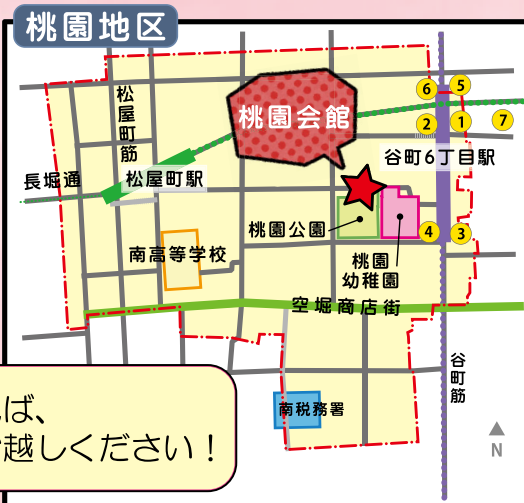 桃園地区
松屋町筋
桃園会館
6
5
2
1
7
谷町6丁目駅
長堀通
松屋町駅
桃園公園
4
3
南高等学校
桃園
幼稚園
空堀商店街
谷町筋
ば、
越しください！
南税務署
N